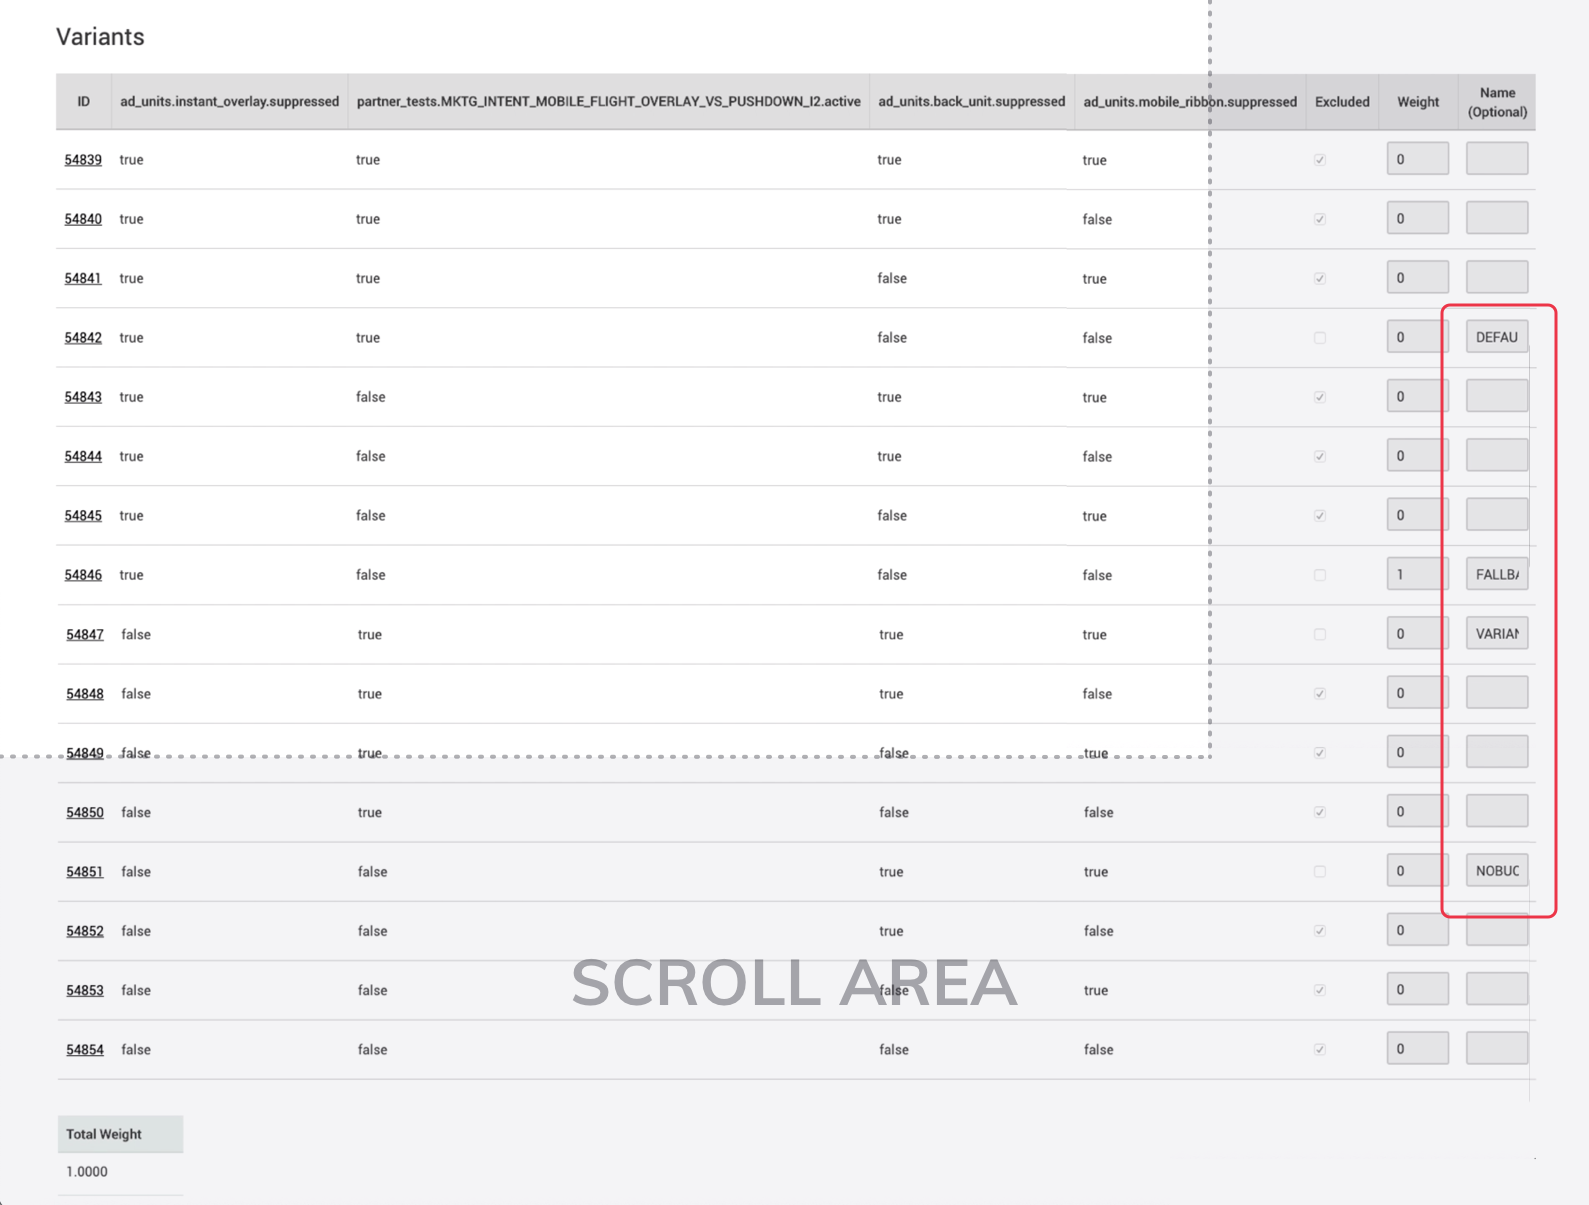 Variants
ID ad_units.instant_overlay.suppressed partner_tests.MKTG_INTENT_MOBILE_FLIGHT_OVERLAY_VS_PUSHDOWN_I2.active ad_units.back_unit.suppressed ad_units.mobile_ribbon.suppressed Excluded Weight Name (Optional)
54839 true true true true 0
54840 true true true false 0
54841 true true false true 0
54842 true true false false 0 DEFAU
54843 true false true true 0
54844 true false true false 0
54845 true false false true 0
54846 true false false false 1 FALLBA
54847 false true true true 0 VARIAN
54848 false true true false 0
54849 false true false true 0
54850 false true false false 0
54851 false false true true 0 NOBUC
54852 false false true false 0
SCROLL AREA
54853 false false false true 0
54854 false false false false 0
Total Weight
1.0000